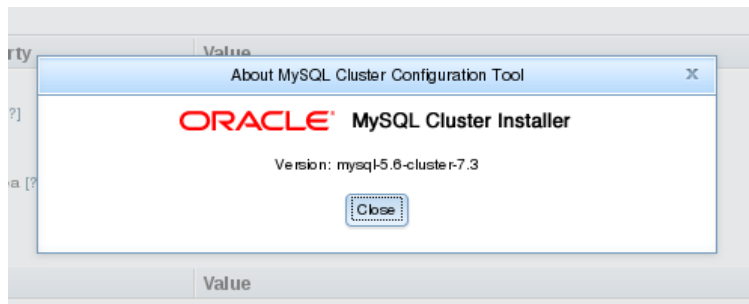 rty Value
About MySQL Cluster Configuration Tool x
?]
ORACLE® MySQL Cluster Installer
Version: mysql-5.6-cluster-7.3
a [?
Close
Value